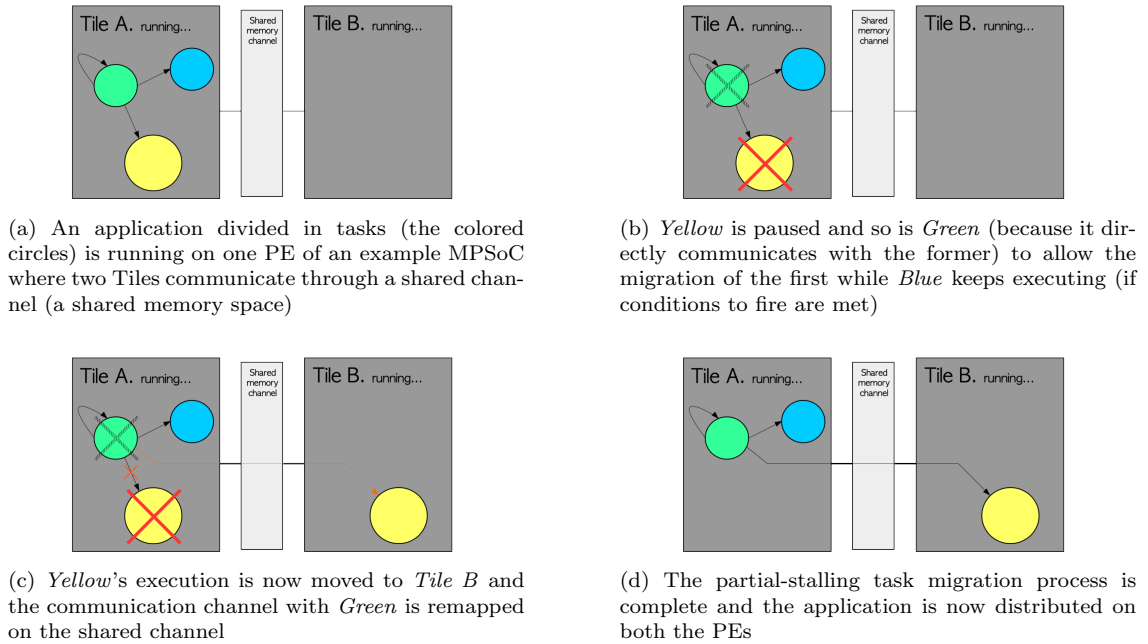 Tile A. running...
Shared
memory
channel
Tile B. running...
(a) An application divided in tasks (the colored
circles) is running on one PE of an example MPSoC
where two Tiles communicate through a shared chan-
nel (a shared memory space)
Tile A. running...
Shared
memory
channel
Tile B. running...
(b) Yellow is paused and so is Green (because it dir-
ectly communicates with the former) to allow the
migration of the first while Blue keeps executing (if
conditions to fire are met)
Tile A. running...
Shared
memory
channel
Tile B. running...
(c) Yellow's execution is now moved to Tile B and
the communication channel with Green is remapped
on the shared channel
Tile A. running...
Shared
memory
channel
Tile B. running...
(d) The partial-stalling task migration process is
complete and the application is now distributed on
both the PEs